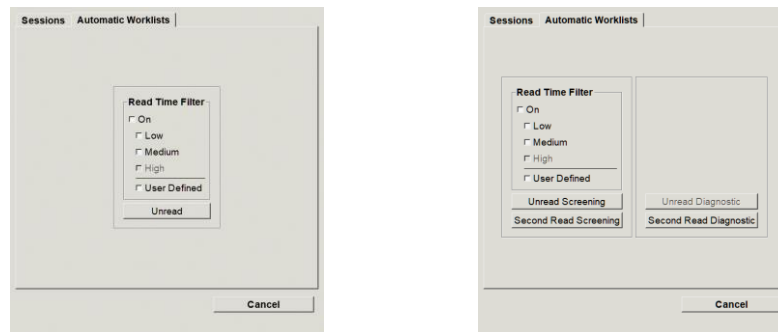 Sessions Automatic Worklists
Read Time Filter
On
Low
Medium
High
User Defined
Unread
Cancel
Sessions Automatic Worklists
Read Time Filter
On
Low
Medium
High
User Defined
Unread Screening Unread Diagnostic
Second Read Screening Second Read Diagnostic
Cancel